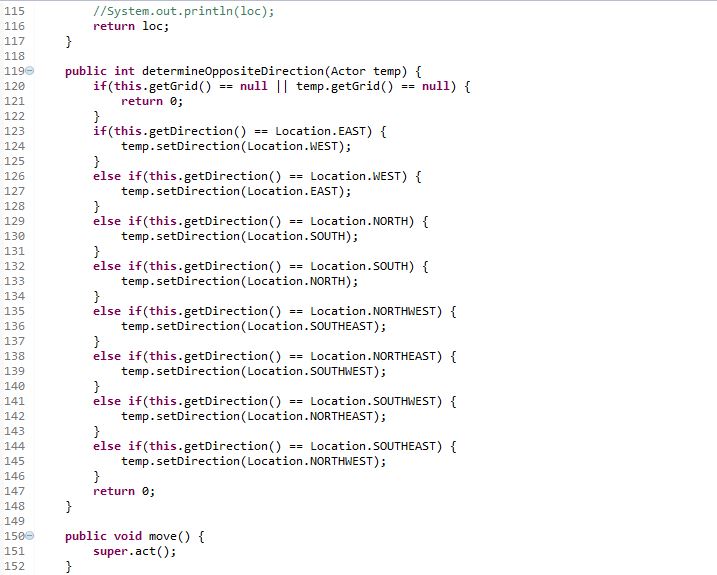 115         //System.out.println(loc);
116         return loc;
117     }
118
119     public int determineOppositeDirection(Actor temp) {
120         if(this.getGrid() == null || temp.getGrid() == null) {
121             return 0;
122         }
123         if(this.getDirection() == Location.EAST) {
124             temp.setDirection(Location.WEST);
125         }
126         else if(this.getDirection() == Location.WEST) {
127             temp.setDirection(Location.EAST);
128         }
129         else if(this.getDirection() == Location.NORTH) {
130             temp.setDirection(Location.SOUTH);
131         }
132         else if(this.getDirection() == Location.SOUTH) {
133             temp.setDirection(Location.NORTH);
134         }
135         else if(this.getDirection() == Location.NORTHWEST) {
136             temp.setDirection(Location.SOUTHEAST);
137         }
138         else if(this.getDirection() == Location.NORTHEAST) {
139             temp.setDirection(Location.SOUTHWEST);
140         }
141         else if(this.getDirection() == Location.SOUTHWEST) {
142             temp.setDirection(Location.NORTHEAST);
143         }
144         else if(this.getDirection() == Location.SOUTHEAST) {
145             temp.setDirection(Location.NORTHWEST);
146         }
147         return 0;
148     }
149
150     public void move() {
151         super.act();
152     }